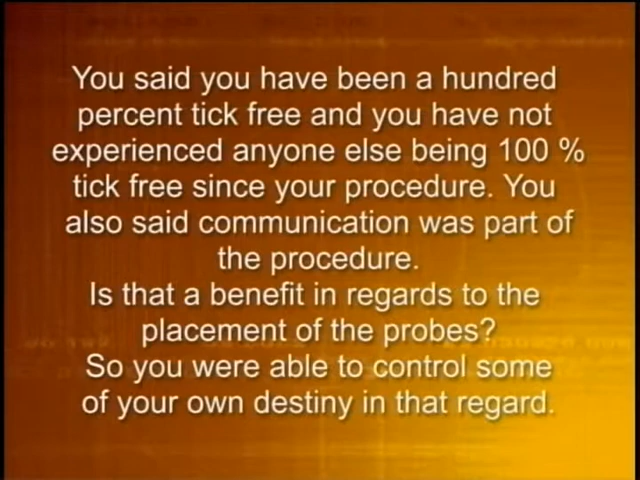 You said you have been a hundred
percent tick free and you have not
experienced anyone else being 100 %
tick free since your procedure. You
also said communication was part of
the procedure.
Is that a benefit in regards to the
placement of the probes?
So you were able to control some
of your own destiny in that regard.